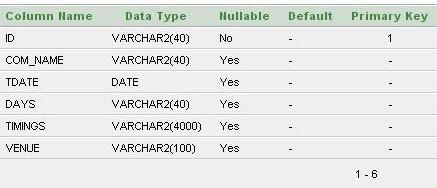 Column Name Data Type Nullable Default Primary Key
ID VARCHAR2(40) No - 1
COM_NAME VARCHAR2(40) Yes - -
TDATE DATE Yes - -
DAYS VARCHAR2(40) Yes - -
TIMINGS VARCHAR2(4000) Yes - -
VENUE VARCHAR2(100) Yes - -
1 - 6